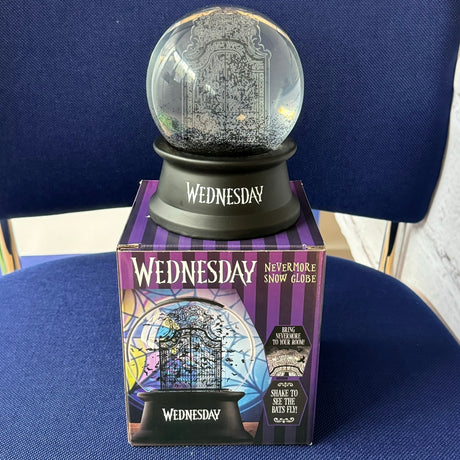 WEDNESDAY
WEDNESDAY
NEVERMORE
SNOW GLOBE
BRING
NEVERMORE
TO YOUR ROOM!
WEDNESDAY
SHAKE TO
SEE THE
BATS FLY!